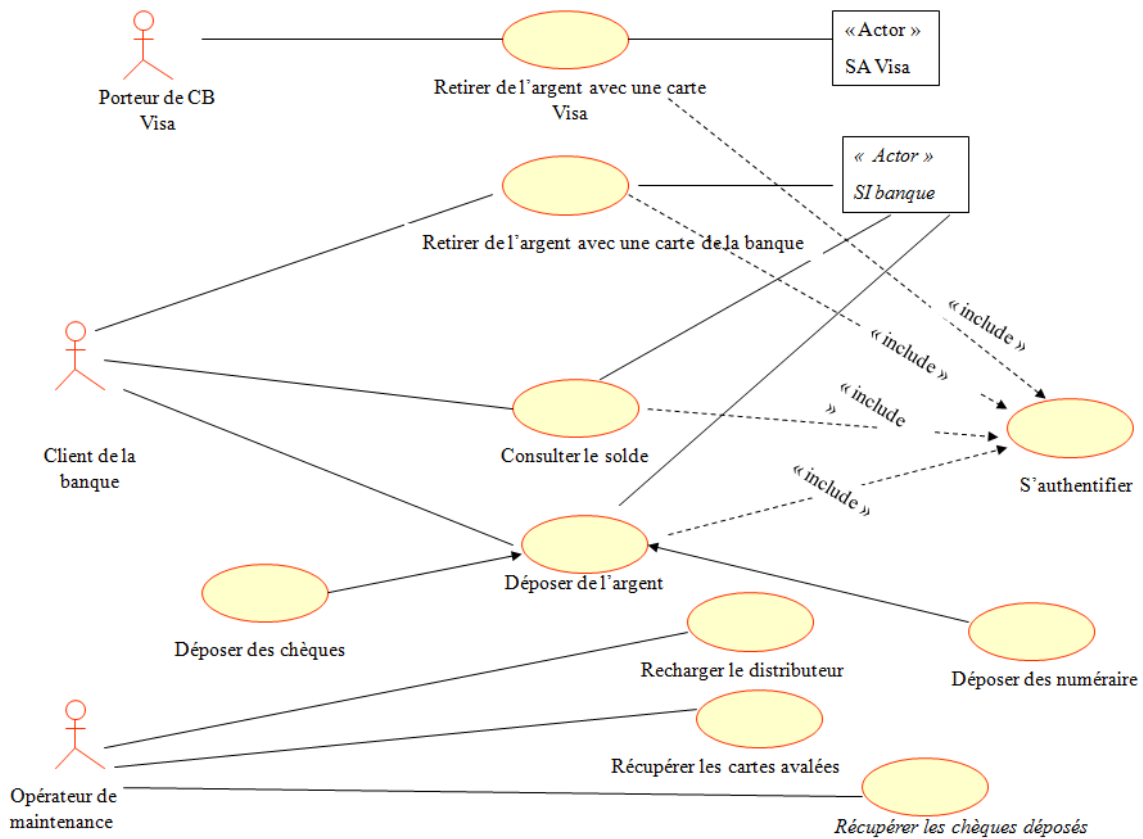 « Actor »
SA Visa
Porteur de CB
Visa
Retirer de l'argent avec une carte
Visa
« Actor »
SI banque
Retirer de l'argent avec une carte de la banque
« include »
« include »
« include
»
« include »
Client de la
banque
Consulter le solde
S'authentifier
Déposer de l'argent
Déposer des chèques
Recharger le distributeur
Déposer des numéraire
Récupérer les cartes avalées
Opérateur de
maintenance
Récupérer les chèques déposés